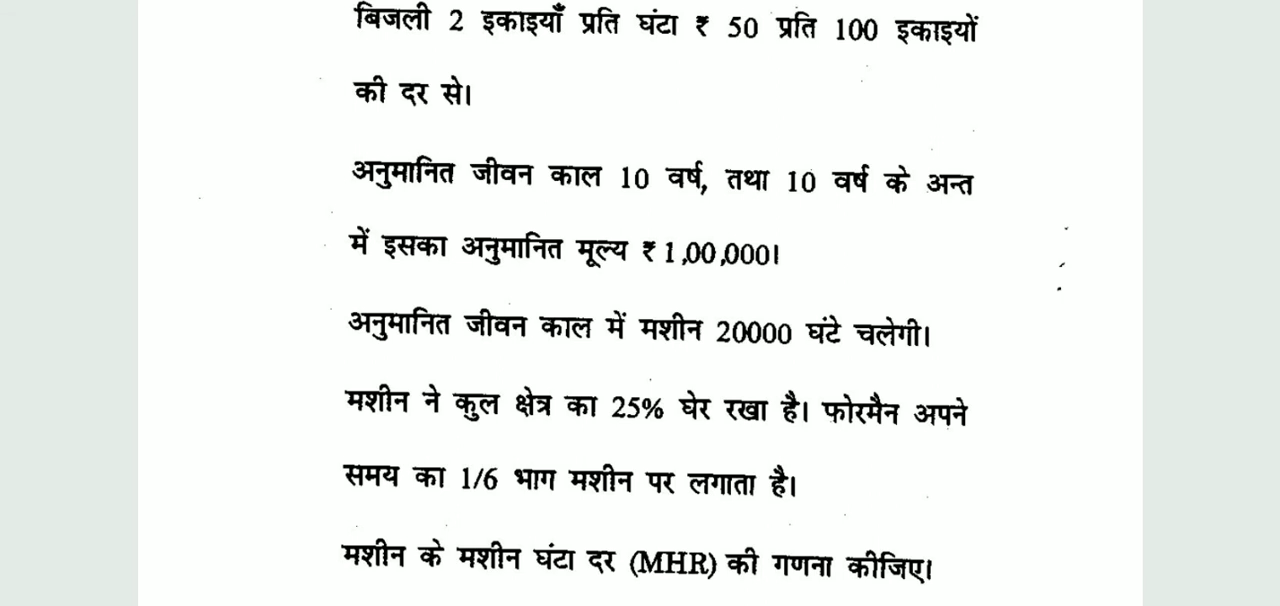 बिजली 2 इकाइयाँ प्रति घंटा ₹ 50 प्रति 100 इकाइयों
की दर से।
अनुमानित जीवन काल 10 वर्ष, तथा 10 वर्ष के अन्त
में इसका अनुमानित मूल्य ₹ 1,00,000।
अनुमानित जीवन काल में मशीन 20000 घंटे चलेगी।
मशीन ने कुल क्षेत्र का 25% घेर रखा है। फोरमैन अपने
समय का 1/6 भाग मशीन पर लगाता है।
मशीन के मशीन घंटा दर (MHR) की गणना कीजिए।